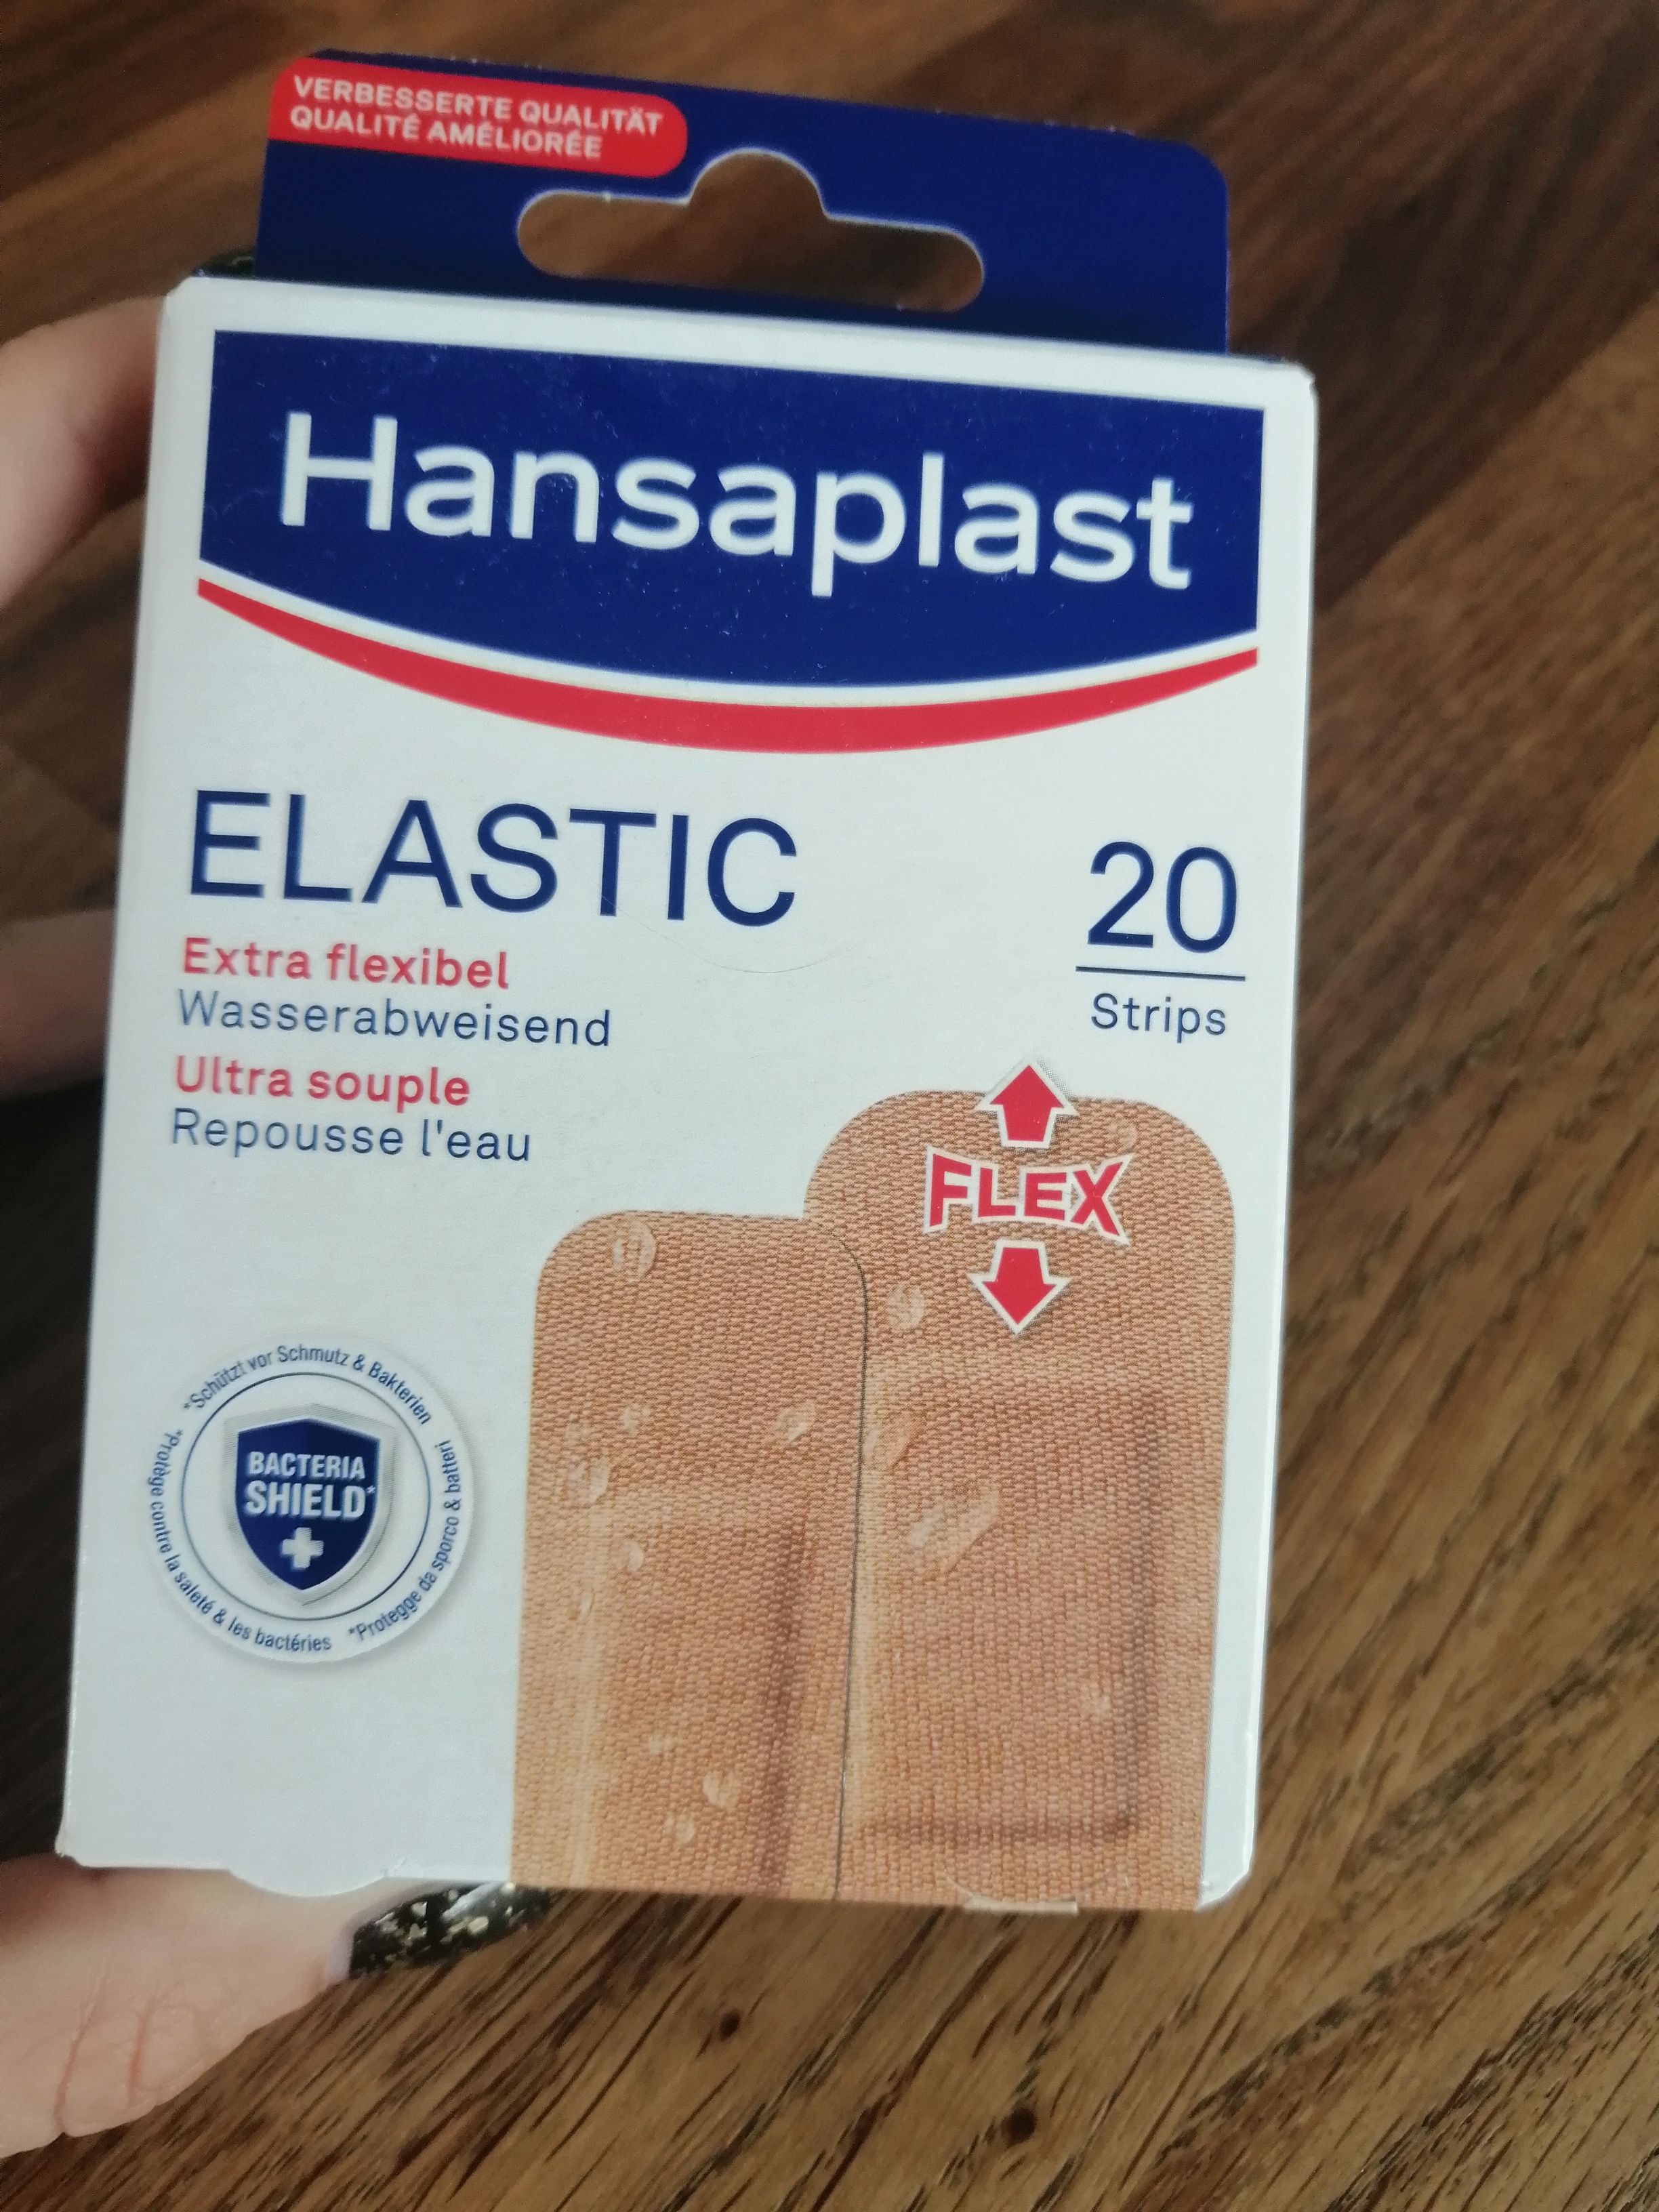 VERBESSERTE QUALITÄT
QUALITÉ AMÉLIORÉE
Hansaplast
ELASTIC
20
Strips
Extra flexibel
Wasserabweisend
Ultra souple
Repousse l'eau
FLEX
*Schützt vor Schmutz & Bakterien
*Protège contre la saleté & les bactéries
*Protegge da sporco & batteri
BACTERIA
SHIELD*